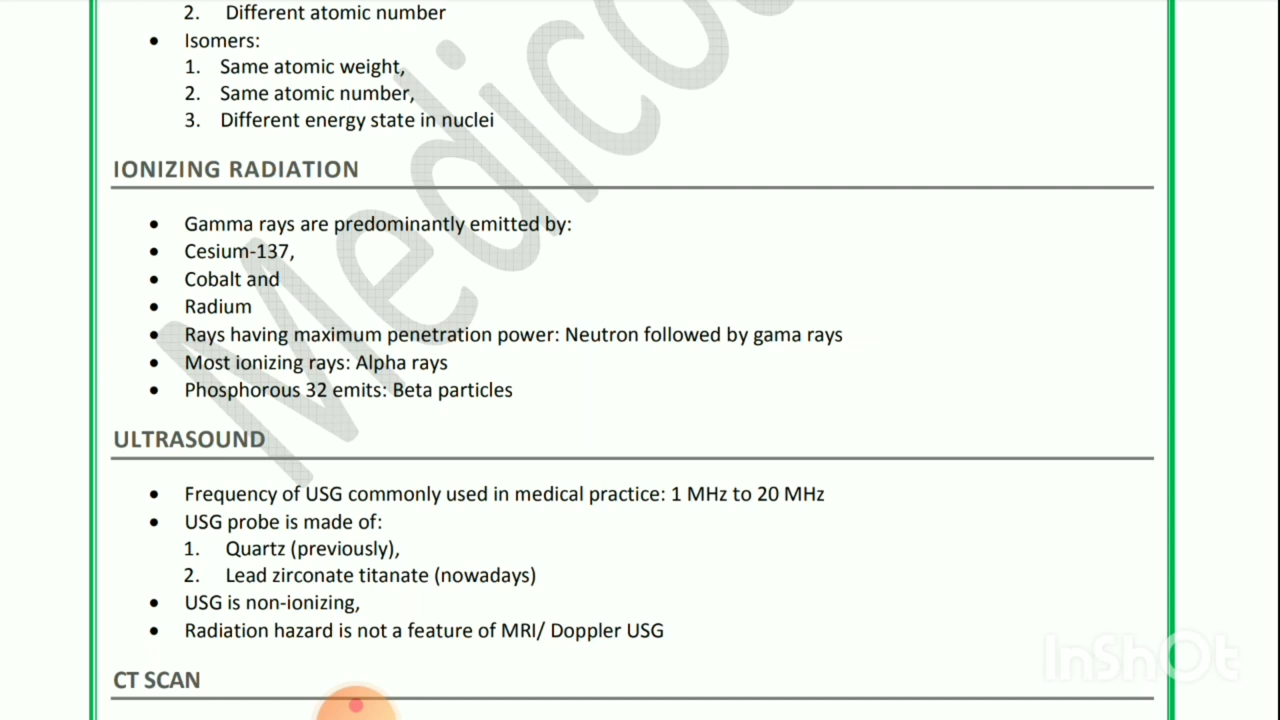 2. Different atomic number
• Isomers:
1. Same atomic weight,
2. Same atomic number,
3. Different energy state in nuclei
IONIZING RADIATION
• Gamma rays are predominantly emitted by:
• Cesium-137,
• Cobalt and
• Radium
• Rays having maximum penetration power: Neutron followed by gama rays
• Most ionizing rays: Alpha rays
• Phosphorous 32 emits: Beta particles
ULTRASOUND
• Frequency of USG commonly used in medical practice: 1 MHz to 20 MHz
• USG probe is made of:
1. Quartz (previously),
2. Lead zirconate titanate (nowadays)
• USG is non-ionizing,
• Radiation hazard is not a feature of MRI/ Doppler USG
CT SCAN
InShOt